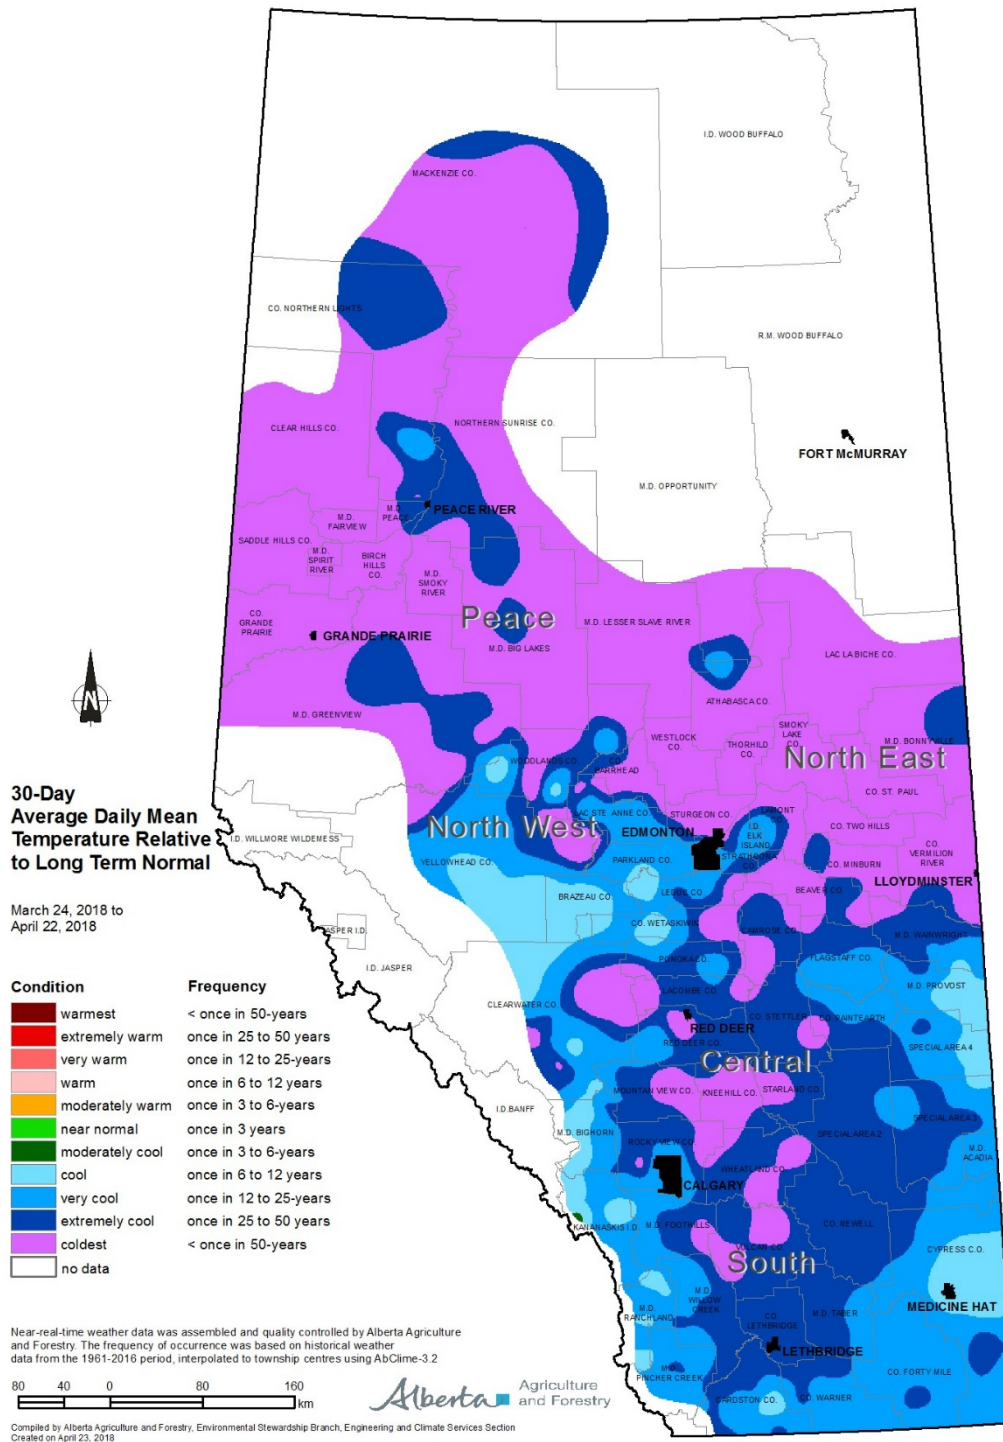 I.D. WOOD BUFFALO
MACKENZIE CO.
CO. NORTHERN LIGHTS
R.M. WOOD BUFFALO
CLEAR HILLS CO.
NORTHERN SUNRISE CO.
FORT McMURRAY
M.D. OPPORTUNITY
M.D.
PEACE
PEACE RIVER
M.D.
FAIRVIEW
SADDLE HILLS CO.
M.D.
SPIRIT
RIVER
BIRCH
HILLS
CO.
M.D.
SMOKY
RIVER
CO.
GRANDE
PRAIRIE
GRANDE PRAIRIE
Peace
M.D. LESSER SLAVE RIVER
M.D. BIG LAKES
LAC LA BICHE CO.
N
M.D. GREENVIEW
ATHABASCA CO.
WESTLOCK
CO.
THORHILD
CO.
SMOKY
LAKE
CO.
M.D. BONNYVILLE
North East
WOODLANDS CO.
CO.
BARRHEAD
CO. ST. PAUL
30-Day
Average Daily Mean
Temperature Relative
to Long Term Normal
I.D. WILLMORE WILDERNESS
North West
LAC STE ANNE CO.
STURGEON CO.
EDMONTON
LAMONT
CO.
I.D.
ELK
ISLAND
STRATHCONA
CO.
CO. TWO HILLS
CO. MINBURN
CO.
VERMILION
RIVER
LLOYDMINSTER
YELLOWHEAD CO.
PARKLAND CO.
BRAZEAU CO.
LEDUC CO.
BEAVER CO.
March 24, 2018 to
April 22, 2018
JASPER I.D.
I.D. JASPER
CO. WETASKIWIN
CAMROSE CO.
M.D. WAINWRIGHT
PONOKA CO.
FLAGSTAFF CO.
M.D. PROVOST
LACOMBE CO.
CLEARWATER CO.
CO. STETTLER
CO. PAINTEARTH
RED DEER
RED DEER CO.
SPECIAL AREA 4
Central
Condition Frequency
warmest < once in 50-years
extremely warm once in 25 to 50 years
very warm once in 12 to 25-years
warm once in 6 to 12 years
moderately warm once in 3 to 6-years
near normal once in 3 years
moderately cool once in 3 to 6-years
cool once in 6 to 12 years
very cool once in 12 to 25-years
extremely cool once in 25 to 50 years
coldest < once in 50-years
no data
MOUNTAIN VIEW CO.
KNEEHILL CO.
STARLAND CO.
I.D.BANFF
M.D. BIGHORN
ROCKY VIEW CO.
SPECIAL AREA 2
SPECIAL AREA 3
M.D.
ACADIA
WHEATLAND CO.
CALGARY
KANANASKIS I.D.
M.D. FOOTHILLS
CO. NEWELL
VULCAN CO.
South
CYPRESS CO.
MEDICINE HAT
M.D.
RANCHLAND
M.D.
WILLOW
CREEK
CO.
LETHBRIDGE
M.D. TABER
LETHBRIDGE
M.D.
PINCHER CREEK
CARDSTON CO.
CO. WARNER
CO. FORTY MILE
Near-real-time weather data was assembled and quality controlled by Alberta Agriculture
and Forestry. The frequency of occurrence was based on historical weather
data from the 1961-2016 period, interpolated to township centres using AbClime-3.2
80 40 0 80 160
km
Alberta Agriculture
and Forestry
Compiled by Alberta Agriculture and Forestry, Environmental Stewardship Branch, Engineering and Climate Services Section
Created on April 23, 2018